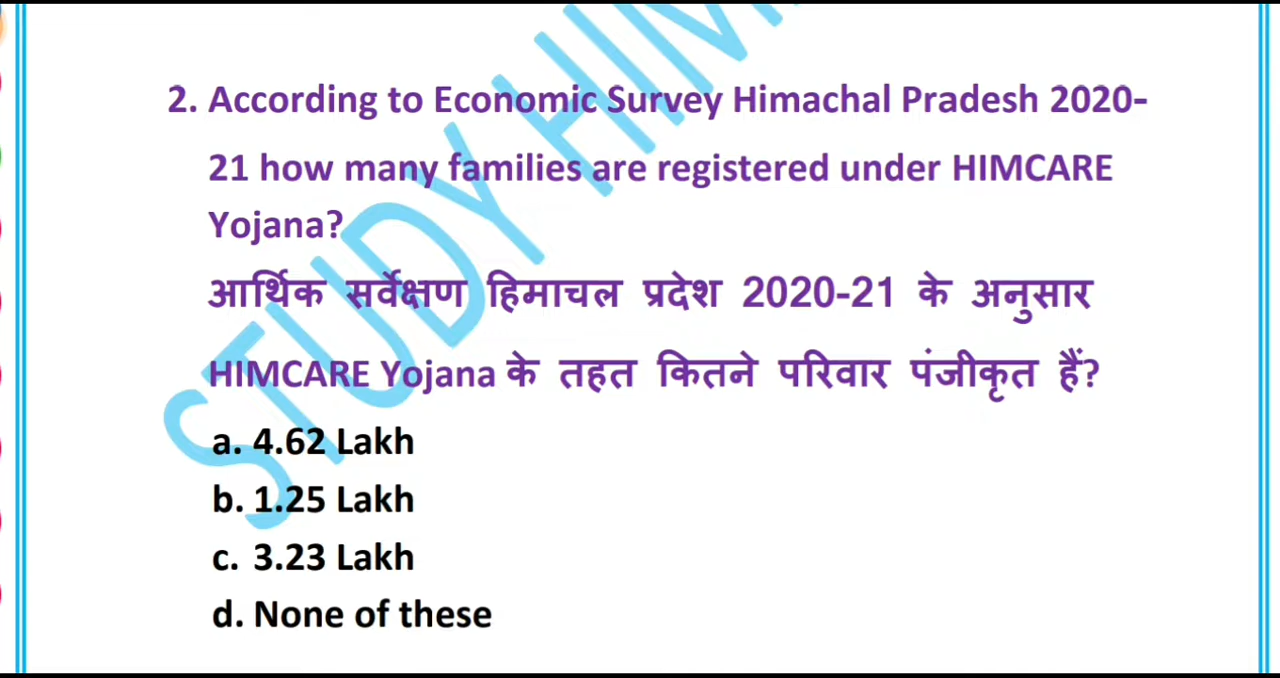 2. According to Economic Survey Himachal Pradesh 2020-
21 how many families are registered under HIMCARE
Yojana?
आर्थिक सर्वेक्षण हिमाचल प्रदेश 2020-21 के अनुसार
HIMCARE Yojana के तहत कितने परिवार पंजीकृत हैं?
a. 4.62 Lakh
b. 1.25 Lakh
c. 3.23 Lakh
d. None of these
STUDY HIM